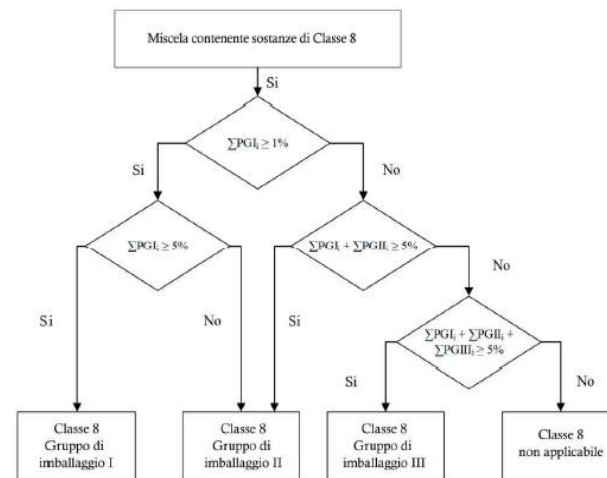 Miscela contenente sostanze di Classe 8
Si
∑PGIᵢ ≥ 1%
Si
No
∑PGIᵢ ≥ 5%
∑PGIᵢ + ∑PGIIᵢ ≥ 5%
No
Si
No
Si
∑PGIᵢ + ∑PGIIᵢ +
∑PGIIIᵢ ≥ 5%
Si
No
Classe 8
Gruppo di
imballaggio I
Classe 8
Gruppo di
imballaggio II
Classe 8
Gruppo di
imballaggio III
Classe 8
non applicabile